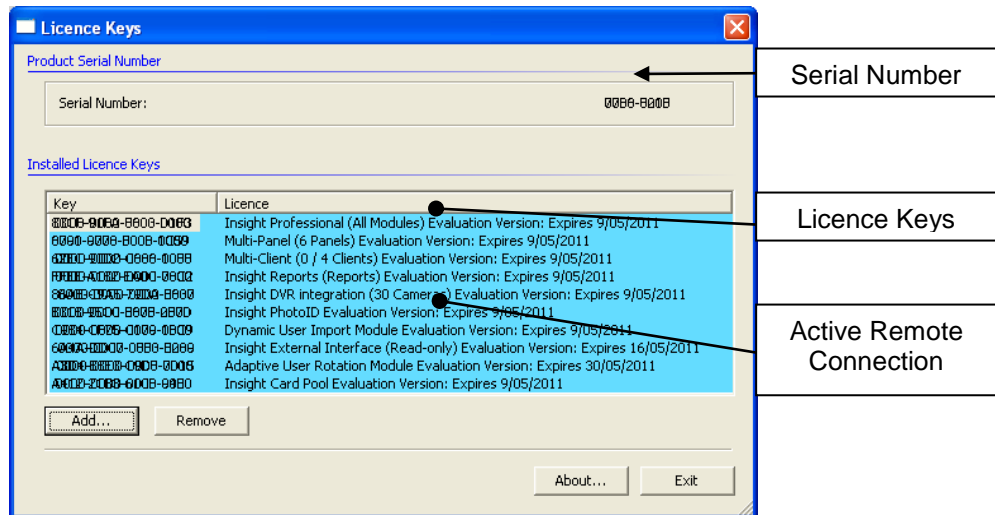 Licence Keys
Product Serial Number
Serial Number
Serial Number:
Installed Licence Keys
Key Licence
Licence Keys
Insight Professional (All Modules) Evaluation Version: Expires 9/05/2011
Multi-Panel (6 Panels) Evaluation Version: Expires 9/05/2011
Multi-Client (0 / 4 Clients) Evaluation Version: Expires 9/05/2011
Insight Reports (Reports) Evaluation Version: Expires 9/05/2011
Insight DVR integration (30 Cameras) Evaluation Version: Expires 9/05/2011
Insight PhotoID Evaluation Version: Expires 9/05/2011
Dynamic User Import Module Evaluation Version: Expires 9/05/2011
Insight External Interface (Read-only) Evaluation Version: Expires 16/05/2011
Adaptive User Rotation Module Evaluation Version: Expires 30/05/2011
Insight Card Pool Evaluation Version: Expires 9/05/2011
Active Remote
Connection
Add... Remove
About... Exit